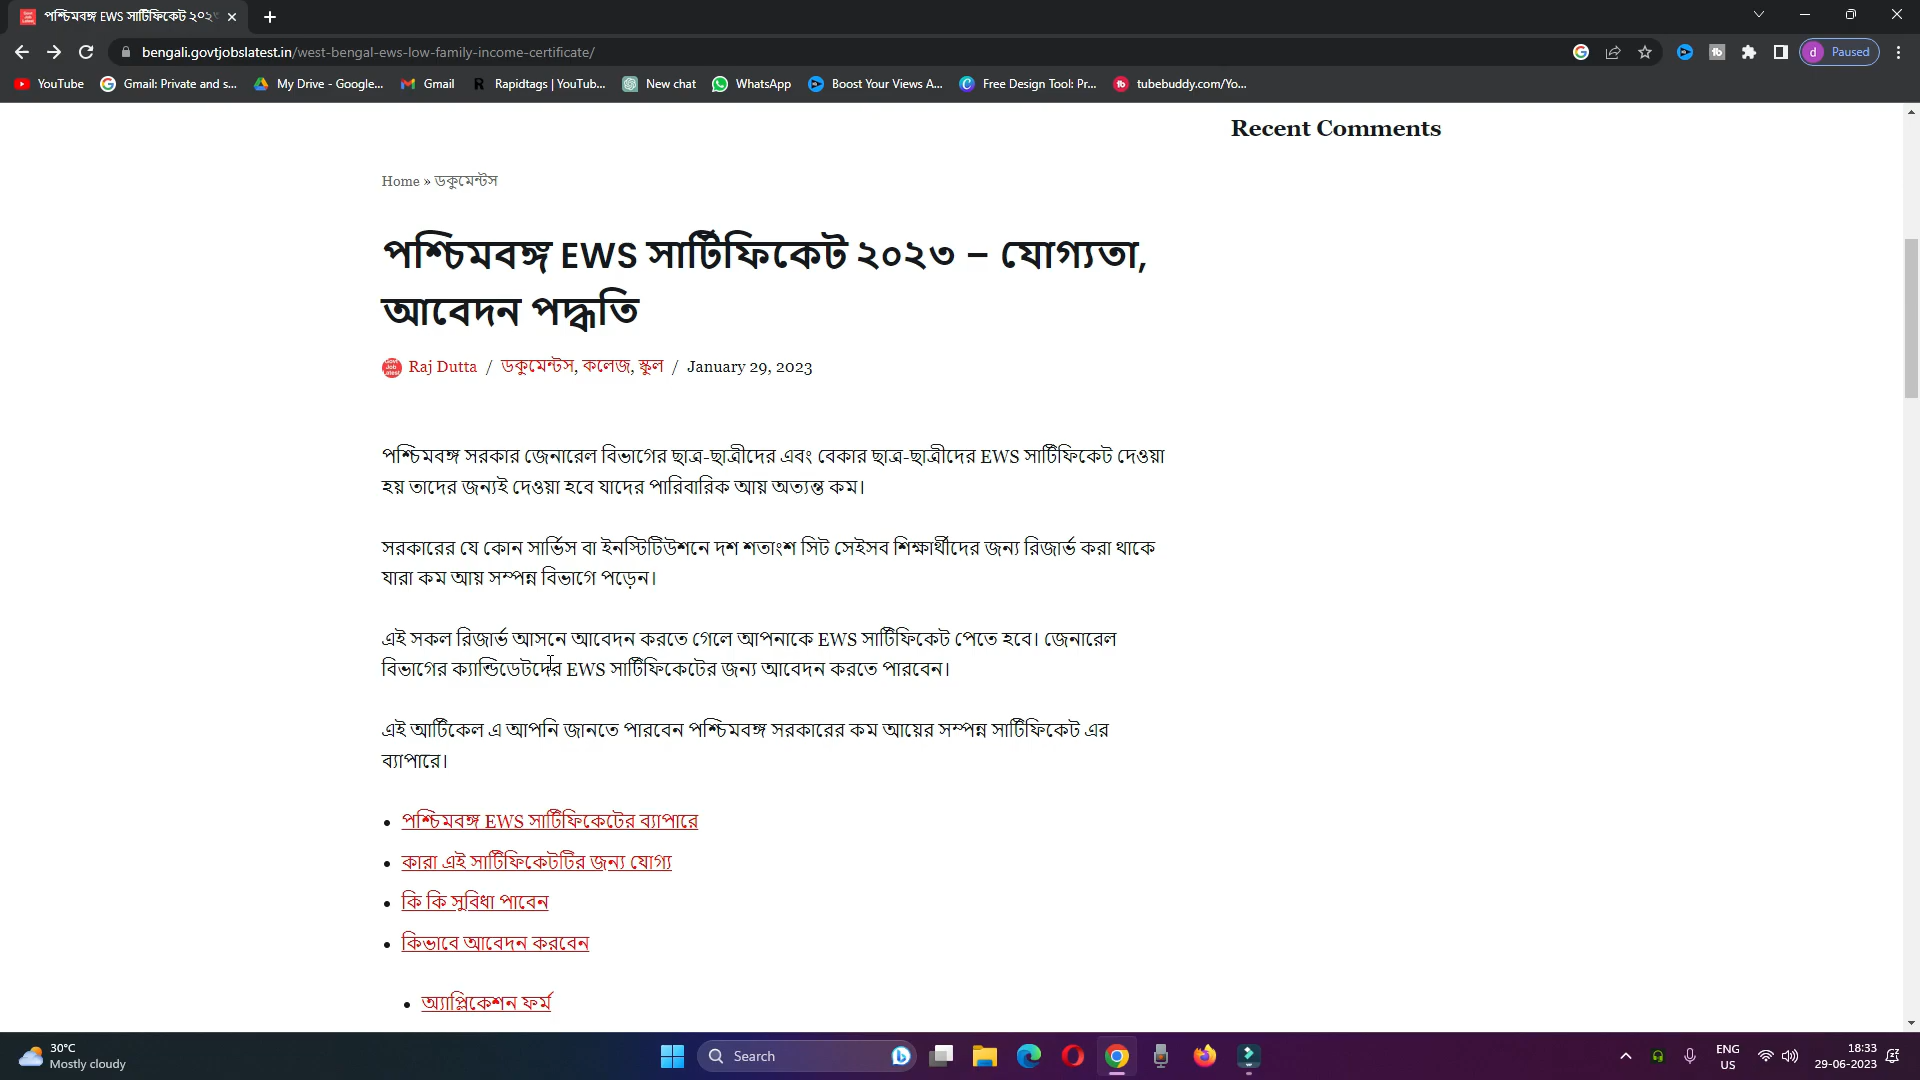 পশ্চিমবঙ্গ EWS সার্টিফিকেট ২০২
bengali.govtjobslatest.in/west-bengal-ews-low-family-income-certificate/
d Paused
YouTube
Gmail: Private and s...
My Drive - Google...
Gmail
Rapidtags | YouTub...
New chat
WhatsApp
Boost Your Views A...
Free Design Tool: Pr...
tubebuddy.com/Yo...
Recent Comments
Home » ডকুমেন্টস
পশ্চিমবঙ্গ EWS সার্টিফিকেট ২০২৩ – যোগ্যতা,
আবেদন পদ্ধতি
Raj Dutta / ডকুমেন্টস, কলেজ, স্কুল / January 29, 2023
পশ্চিমবঙ্গ সরকার জেনারেল বিভাগের ছাত্র-ছাত্রীদের এবং বেকার ছাত্র-ছাত্রীদের EWS সার্টিফিকেট দেওয়া
হয় তাদের জন্যই দেওয়া হবে যাদের পারিবারিক আয় অত্যন্ত কম।
সরকারের যে কোন সার্ভিস বা ইনস্টিটিউশনে দশ শতাংশ সিট সেইসব শিক্ষার্থীদের জন্য রিজার্ভ করা থাকে
যারা কম আয় সম্পন্ন বিভাগে পড়েন।
এই সকল রিজার্ভ আসনে আবেদন করতে গেলে আপনাকে EWS সার্টিফিকেট পেতে হবে। জেনারেল
বিভাগের ক্যান্ডিডেটদের EWS সার্টিফিকেটের জন্য আবেদন করতে পারবেন।
এই আর্টিকেল এ আপনি জানতে পারবেন পশ্চিমবঙ্গ সরকারের কম আয়ের সম্পন্ন সার্টিফিকেট এর
ব্যাপারে।
পশ্চিমবঙ্গ EWS সার্টিফিকেটের ব্যাপারে
কারা এই সার্টিফিকেটটির জন্য যোগ্য
কি কি সুবিধা পাবেন
কিভাবে আবেদন করবেন
অ্যাপ্লিকেশন ফর্ম
30°C
Mostly cloudy
Search
ENG
US
18:33
29-06-2023